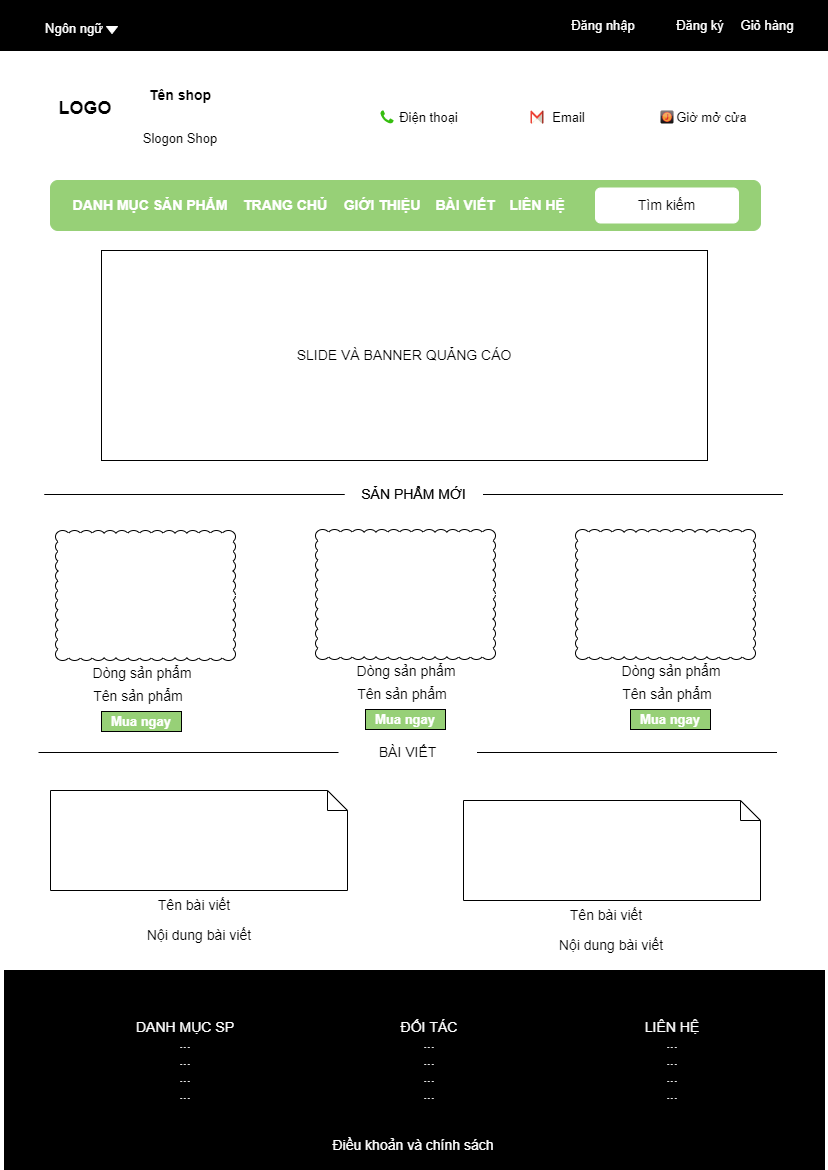 Ngôn ngữ
Đăng nhập
Đăng ký
Giỏ hàng
LOGO
Tên shop
Slogon Shop
Điện thoại
Email
Giờ mở cửa
DANH MỤC SẢN PHẨM
TRANG CHỦ
GIỚI THIỆU
BÀI VIẾT
LIÊN HỆ
Tìm kiếm
SLIDE VÀ BANNER QUẢNG CÁO
SẢN PHẨM MỚI
Dòng sản phẩm
Tên sản phẩm
Mua ngay
Dòng sản phẩm
Tên sản phẩm
Mua ngay
Dòng sản phẩm
Tên sản phẩm
Mua ngay
BÀI VIẾT
Tên bài viết
Nội dung bài viết
Tên bài viết
Nội dung bài viết
DANH MỤC SP
...
...
...
...
ĐỐI TÁC
...
...
...
...
LIÊN HỆ
...
...
...
...
Điều khoản và chính sách